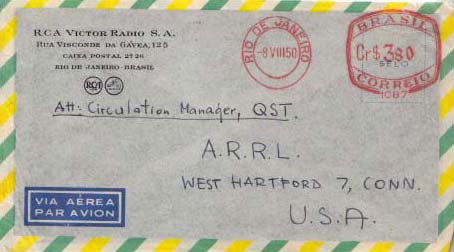 RCA VICTOR RADIO S. A.
RUA VISCONDE DA GÁVEA, 125
CAIXA POSTAL 2726
RIO DE JANEIRO-BRASIL
RCA
RIO DE JANEIRO
-8 VIII 50
BRASIL
Cr$ 3,80
SELO
CORREIO
1087
Att: Circulation Manager, QST.
A.R.R.L.
WEST HARTFORD 7, CONN.
U.S.A.
VIA AÉREA
PAR AVION